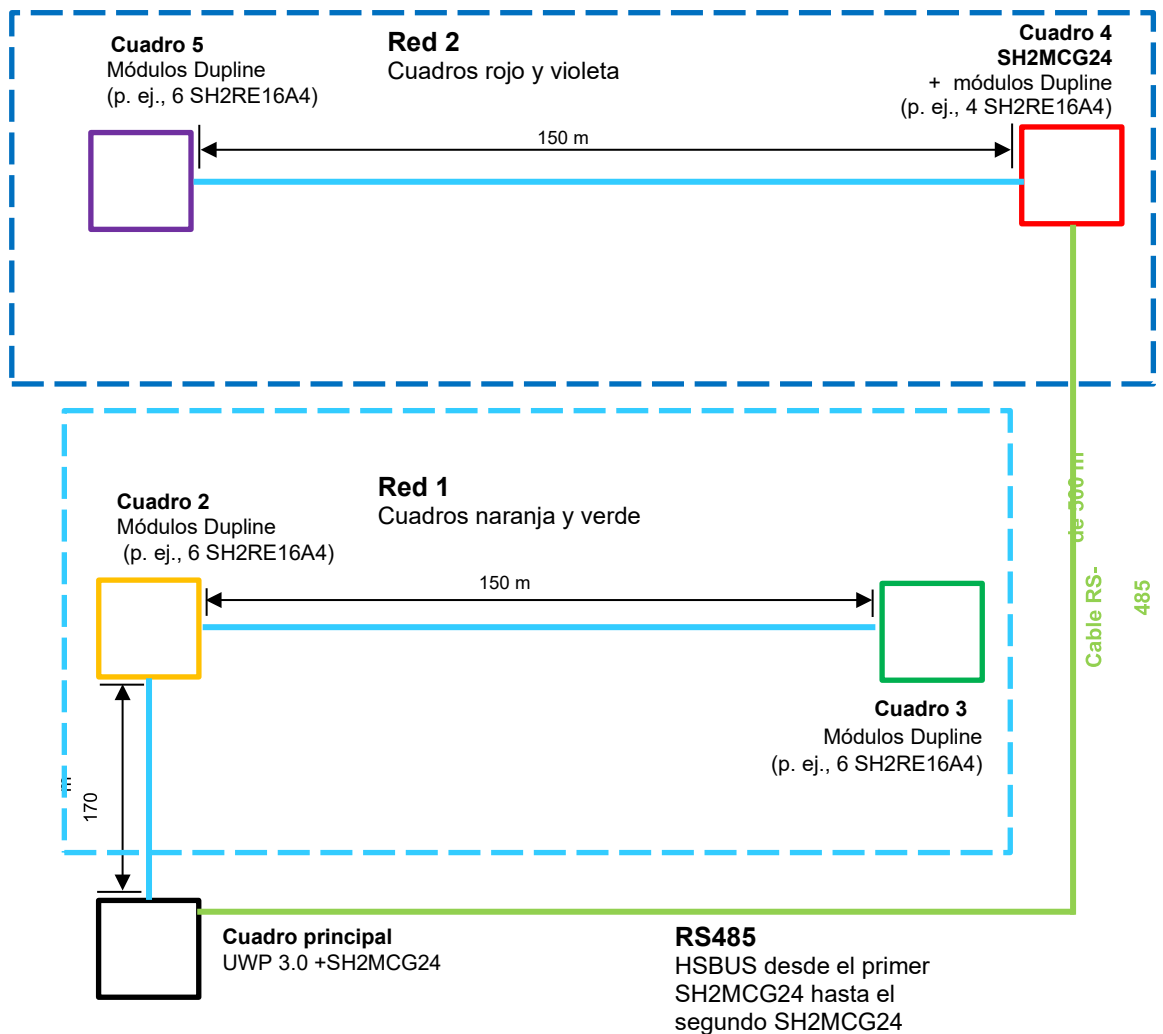 Cuadro 5
Módulos Dupline
(p. ej., 6 SH2RE16A4)
Red 2
Cuadros rojo y violeta
Cuadro 4
SH2MCG24
+ módulos Dupline
(p. ej., 4 SH2RE16A4)
150 m
Red 1
Cuadros naranja y verde
Cuadro 2
Módulos Dupline
(p. ej., 6 SH2RE16A4)
150 m
Cuadro 3
Módulos Dupline
(p. ej., 6 SH2RE16A4)
170
m
Cable RS-
485
de 500 m
Cuadro principal
UWP 3.0 +SH2MCG24
RS485
HSBUS desde el primer
SH2MCG24 hasta el
segundo SH2MCG24